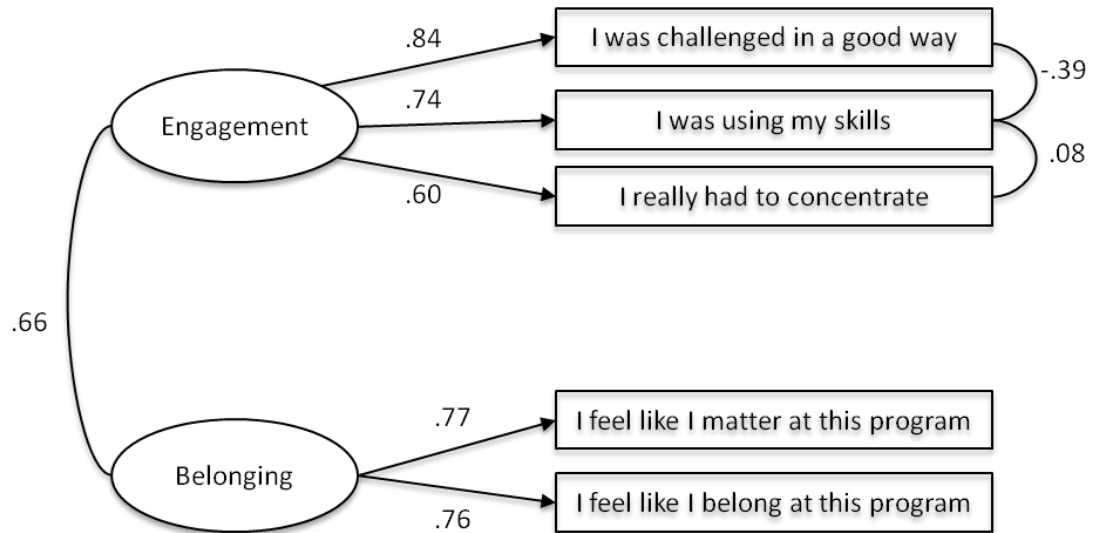 .84
I was challenged in a good way
-.39
Engagement
.74
I was using my skills
.08
.60
I really had to concentrate
.66
.77
I feel like I matter at this program
Belonging
.76
I feel like I belong at this program